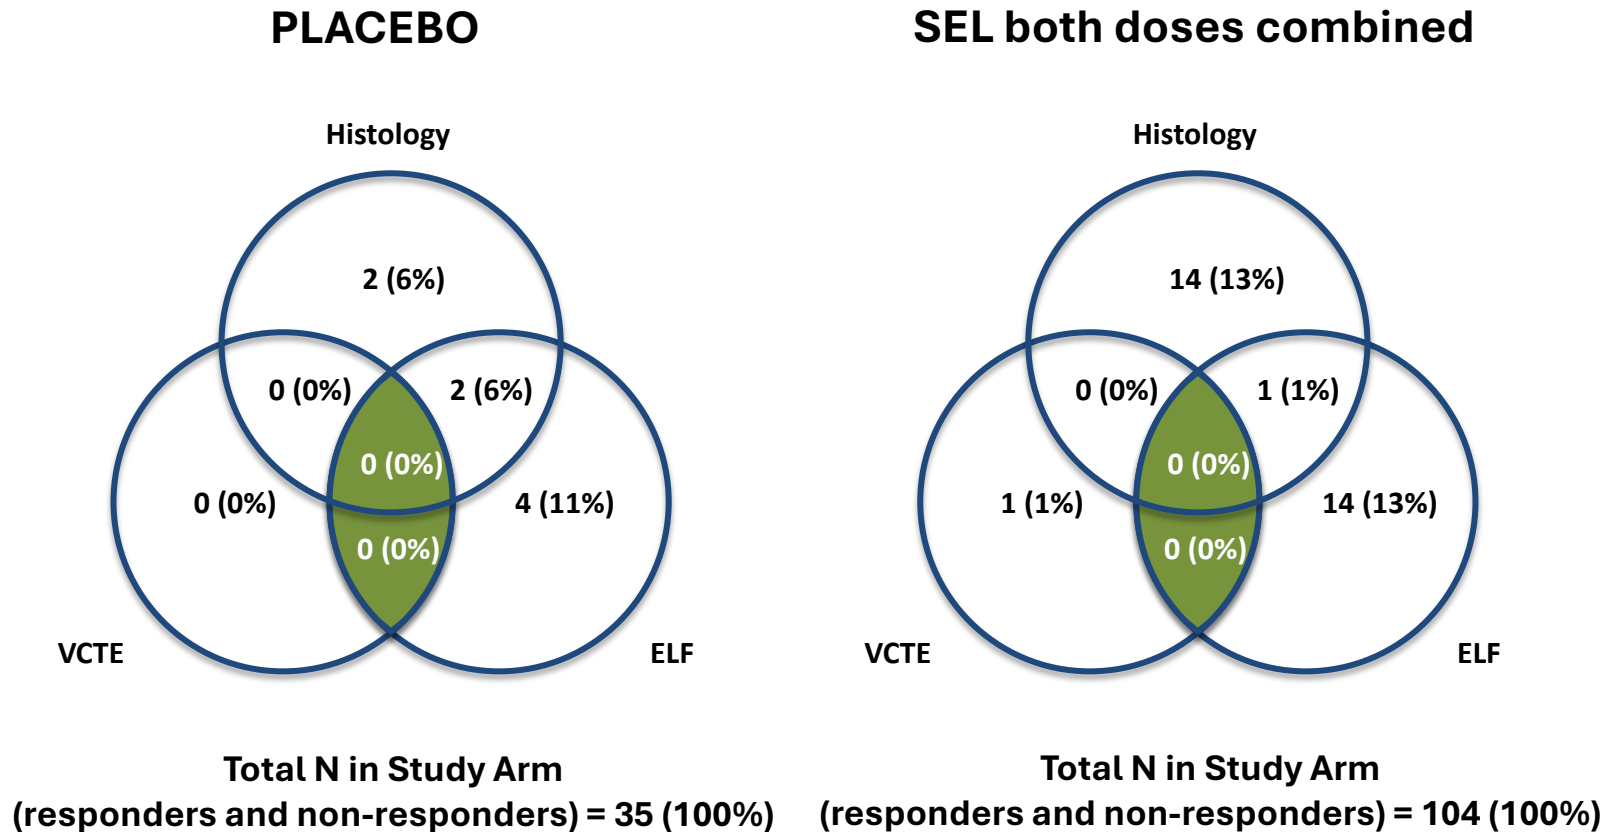 PLACEBO
Histology
2 (6%)
0 (0%)
2 (6%)
0 (0%)
0 (0%)
4 (11%)
0 (0%)
VCTE
ELF
Total N in Study Arm
(responders and non-responders) = 35 (100%)
SEL both doses combined
Histology
14 (13%)
0 (0%)
1 (1%)
0 (0%)
1 (1%)
14 (13%)
0 (0%)
VCTE
ELF
Total N in Study Arm
(responders and non-responders) = 104 (100%)